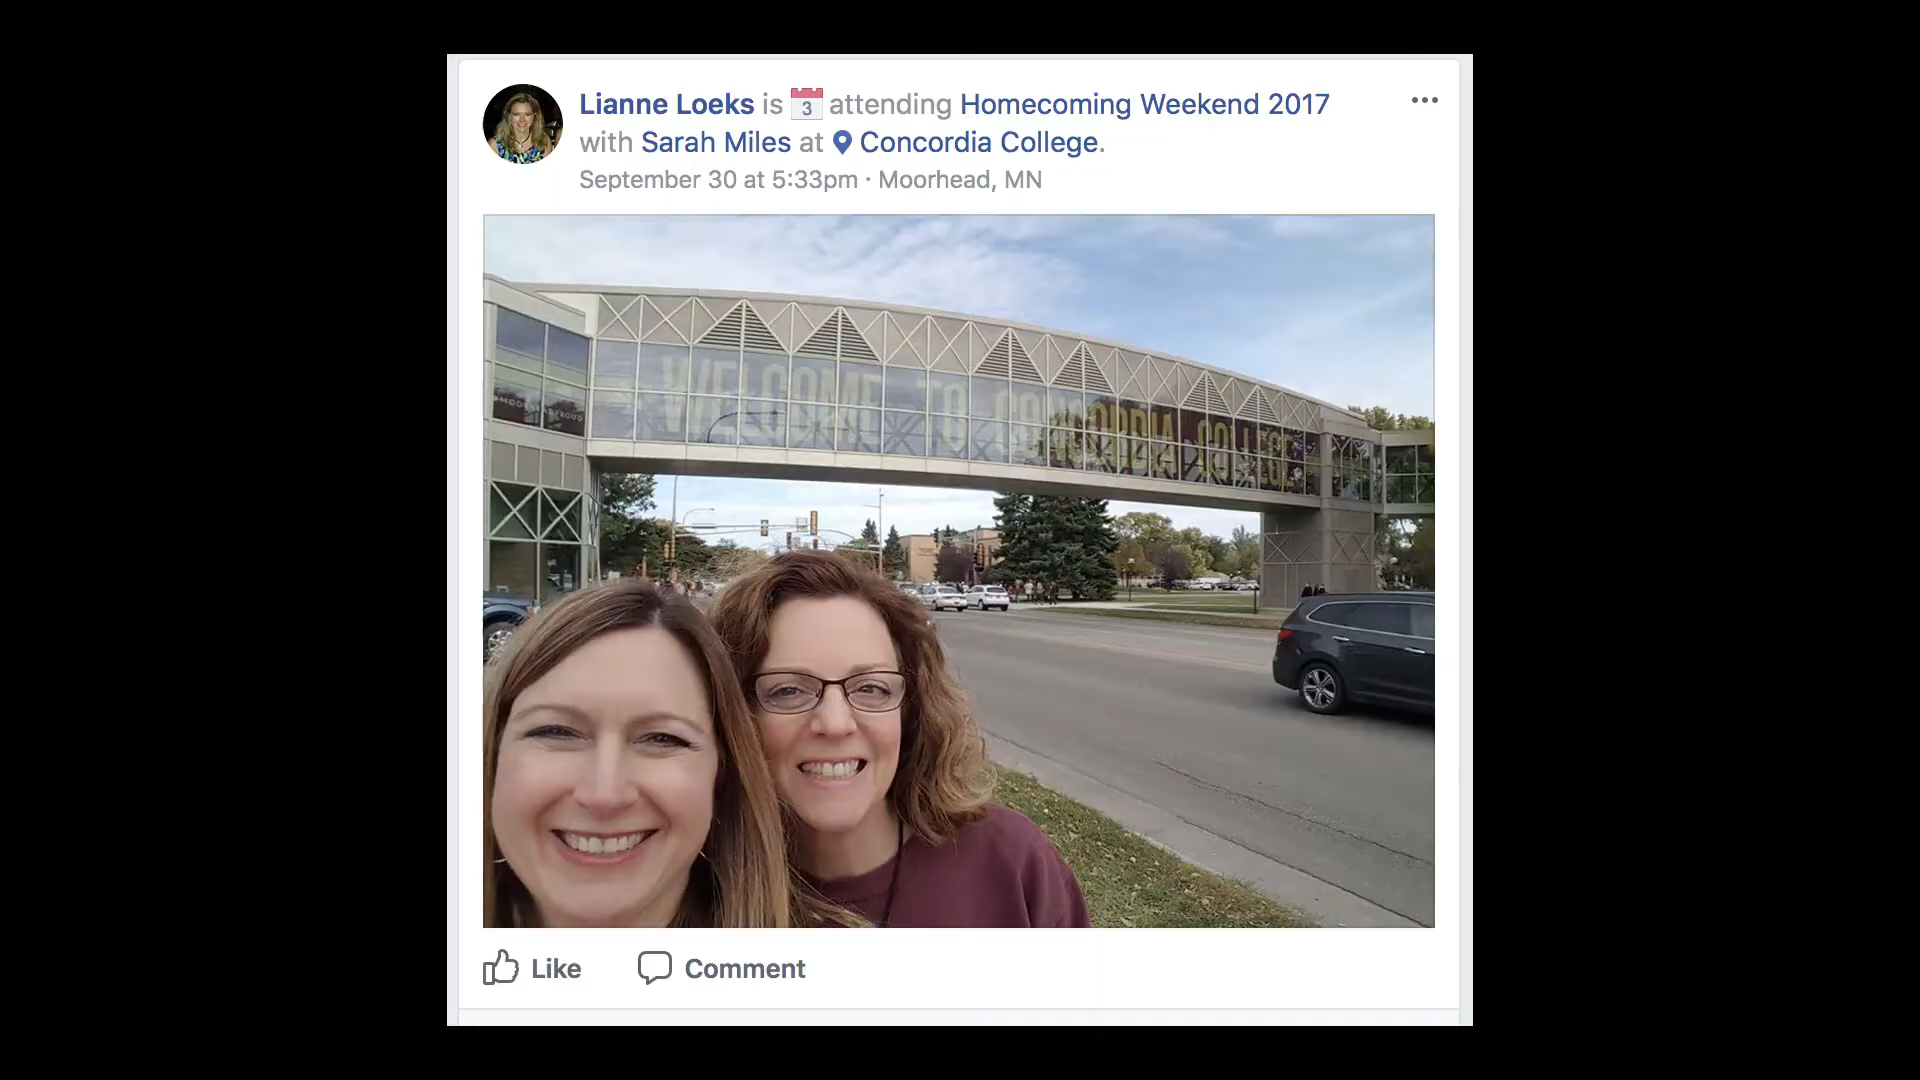 Lianne Loeks is 3 attending Homecoming Weekend 2017
with Sarah Miles at Concordia College.
September 30 at 5:33pm · Moorhead, MN
WELCOME TO CONCORDIA COLLEGE
Like Comment